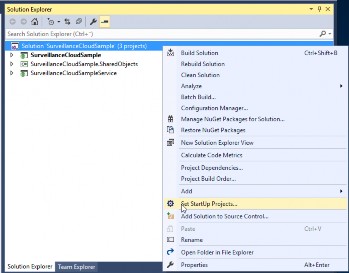 Solution Explorer
Search Solution Explorer (Ctrl+')
Solution 'SurveillanceCloudSample' (3 projects)
SurveillanceCloudSample
SurveillanceCloudSample.SharedObjects
SurveillanceCloudSampleService
Build Solution Ctrl+Shift+B
Rebuild Solution
Clean Solution
Analyze
Batch Build...
Configuration Manager...
Manage NuGet Packages for Solution...
Restore NuGet Packages
New Solution Explorer View
Calculate Code Metrics
Project Build Order...
Add
Set StartUp Projects...
Add Solution to Source Control...
Paste Ctrl+V
Rename
Open Folder in File Explorer
Properties Alt+Enter
Solution Explorer Team Explorer